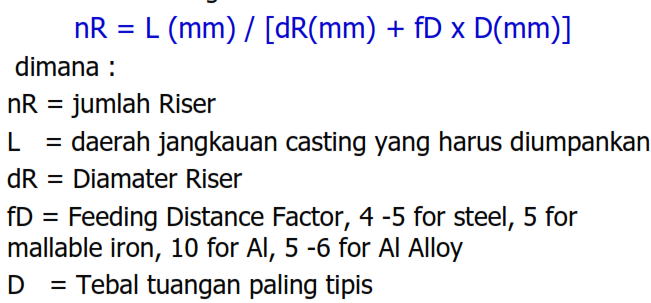 nR = L (mm) / [dR(mm) + fD x D(mm)]
dimana :
nR = jumlah Riser
L = daerah jangkauan casting yang harus diumpankan
dR = Diamater Riser
fD = Feeding Distance Factor, 4 -5 for steel, 5 for
mallable iron, 10 for Al, 5 -6 for Al Alloy
D = Tebal tuangan paling tipis